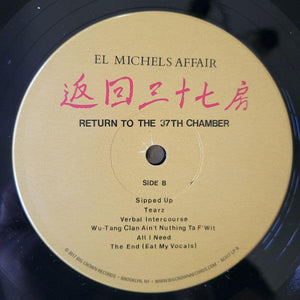 EL MICHELS AFFAIR
返回三十七房
RETURN TO THE 37TH CHAMBER
SIDE B
Sipped Up
Tearz
Verbal Intercourse
Wu-Tang Clan Ain't Nuthing Ta F' Wit
All I Need
The End (Eat My Vocals)